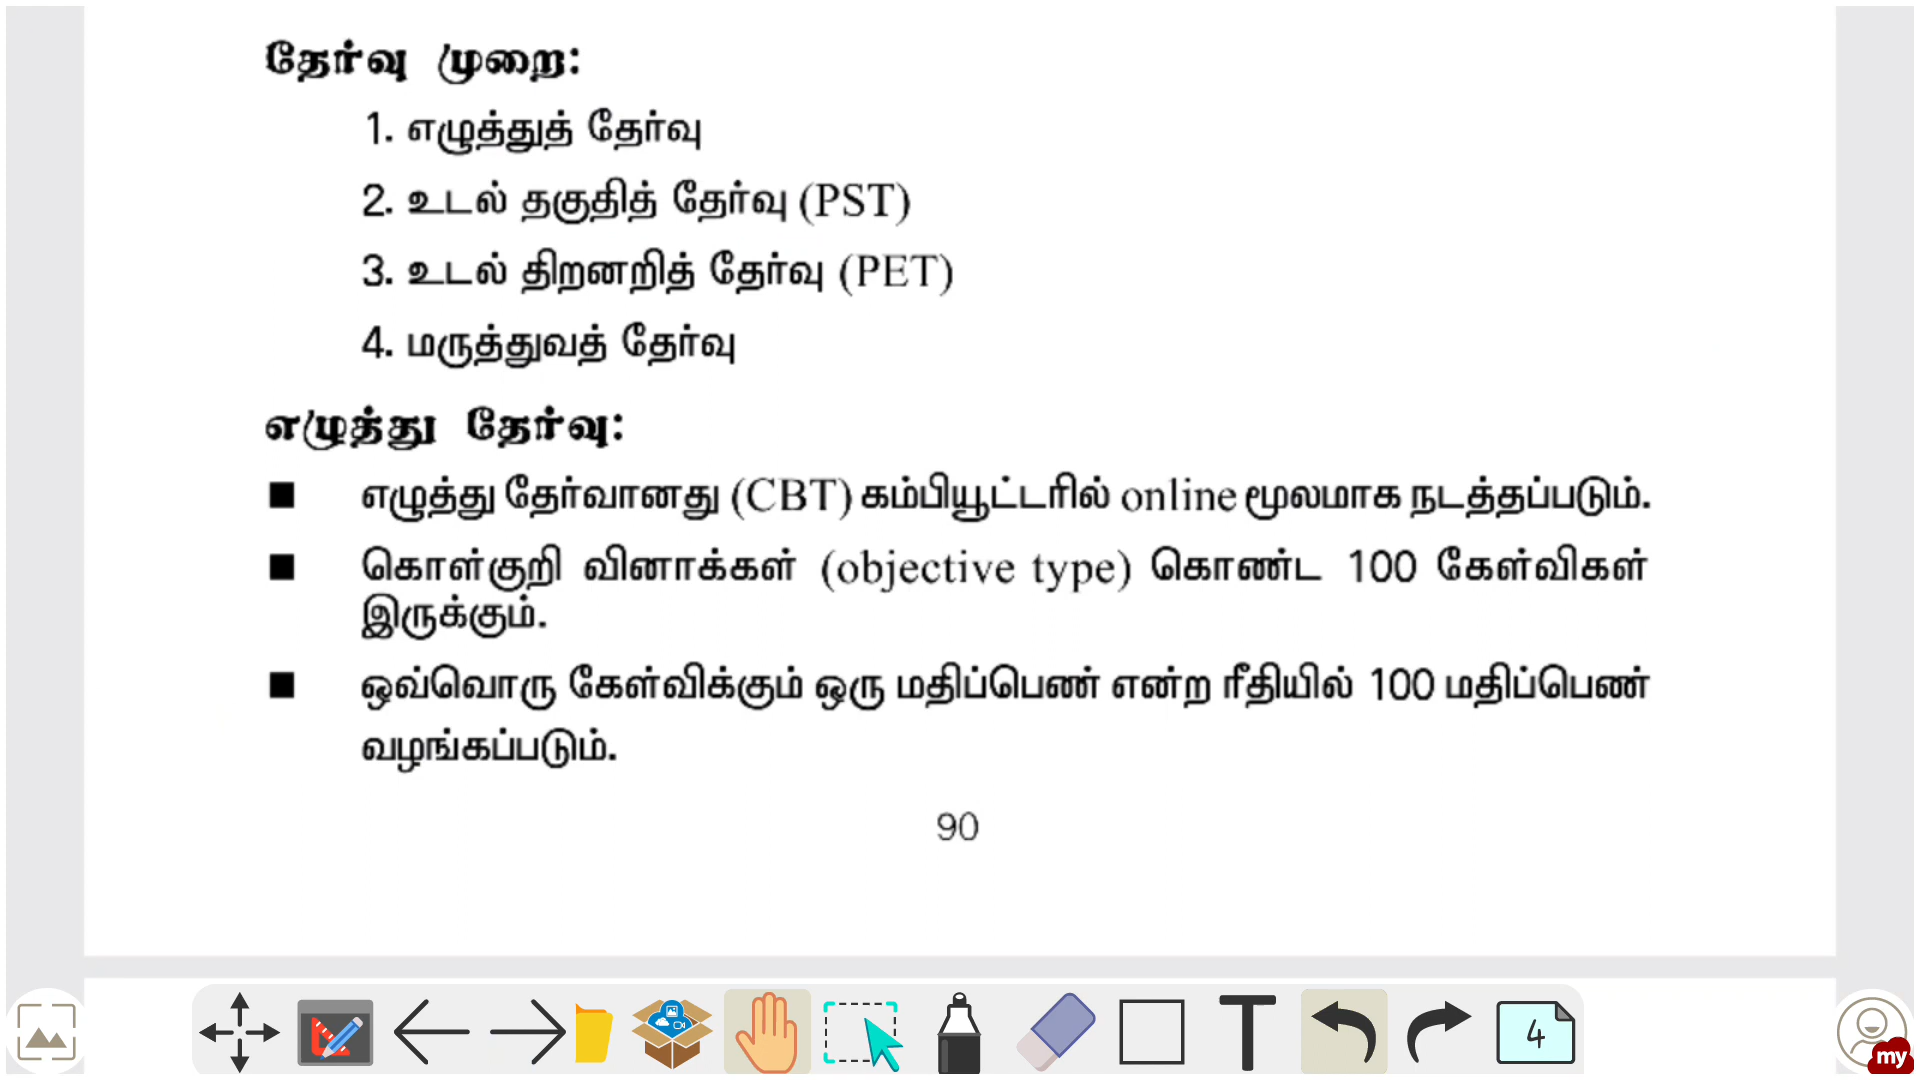 தேர்வு முறை:
1. எழுத்துத் தேர்வு
2. உடல் தகுதித் தேர்வு (PST)
3. உடல் திறனறித் தேர்வு (PET)
4. மருத்துவத் தேர்வு
எழுத்து தேர்வு:
■ எழுத்து தேர்வானது (CBT) கம்பியூட்டரில் online மூலமாக நடத்தப்படும்.
■ கொள்குறி வினாக்கள் (objective type) கொண்ட 100 கேள்விகள்
இருக்கும்.
■ ஒவ்வொரு கேள்விக்கும் ஒரு மதிப்பெண் என்ற ரீதியில் 100 மதிப்பெண்
வழங்கப்படும்.
90
T
4
my